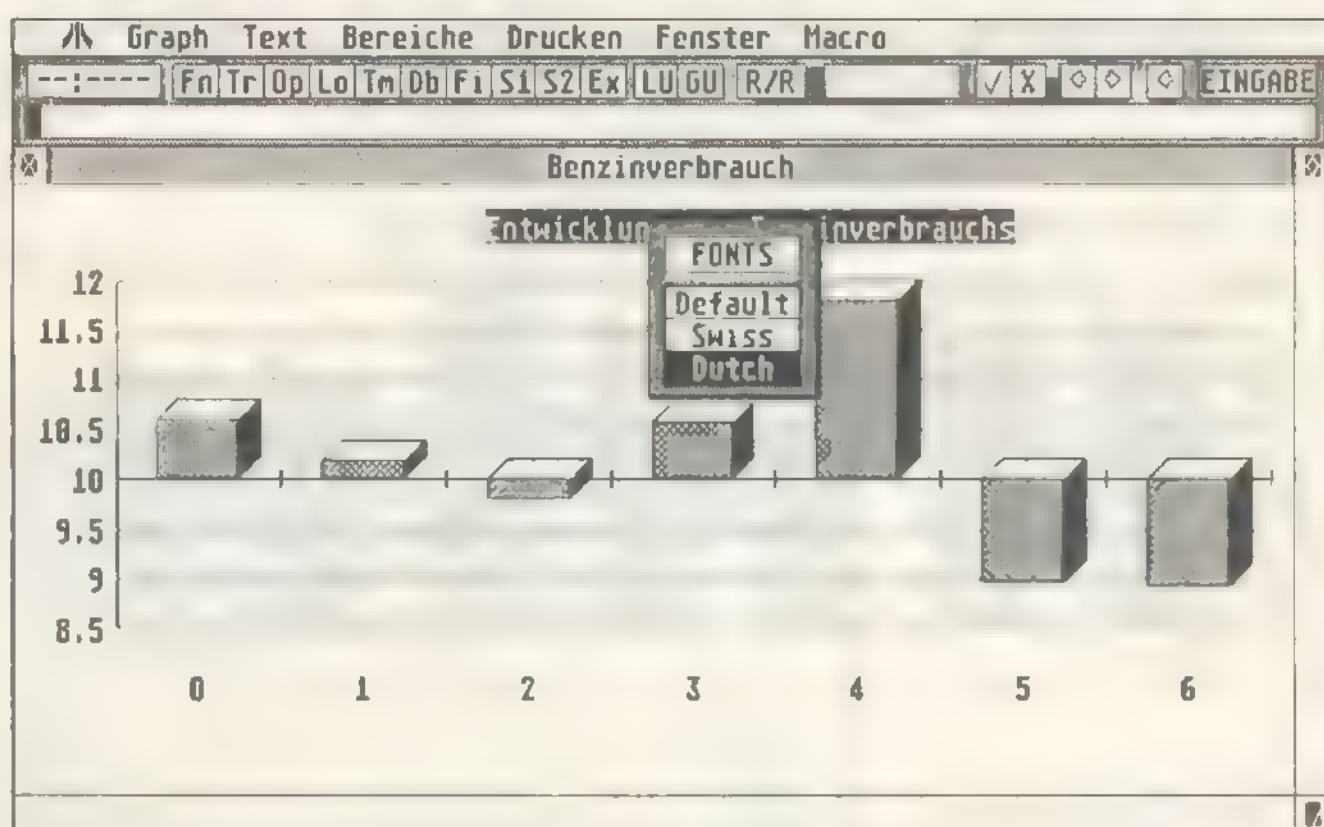 Graph Text Bereiche Drucken Fenster Macro
--:---- Fn Tr Op Lo Tm Db Fi S1 S2 Ex LU GU R/R √ X EINGABE
Benzinverbrauch
Entwicklun inverbrauchs
FONTS
Default
Swiss
Dutch
12
11.5
11
10.5
10
9.5
9
8.5
0 1 2 3 4 5 6